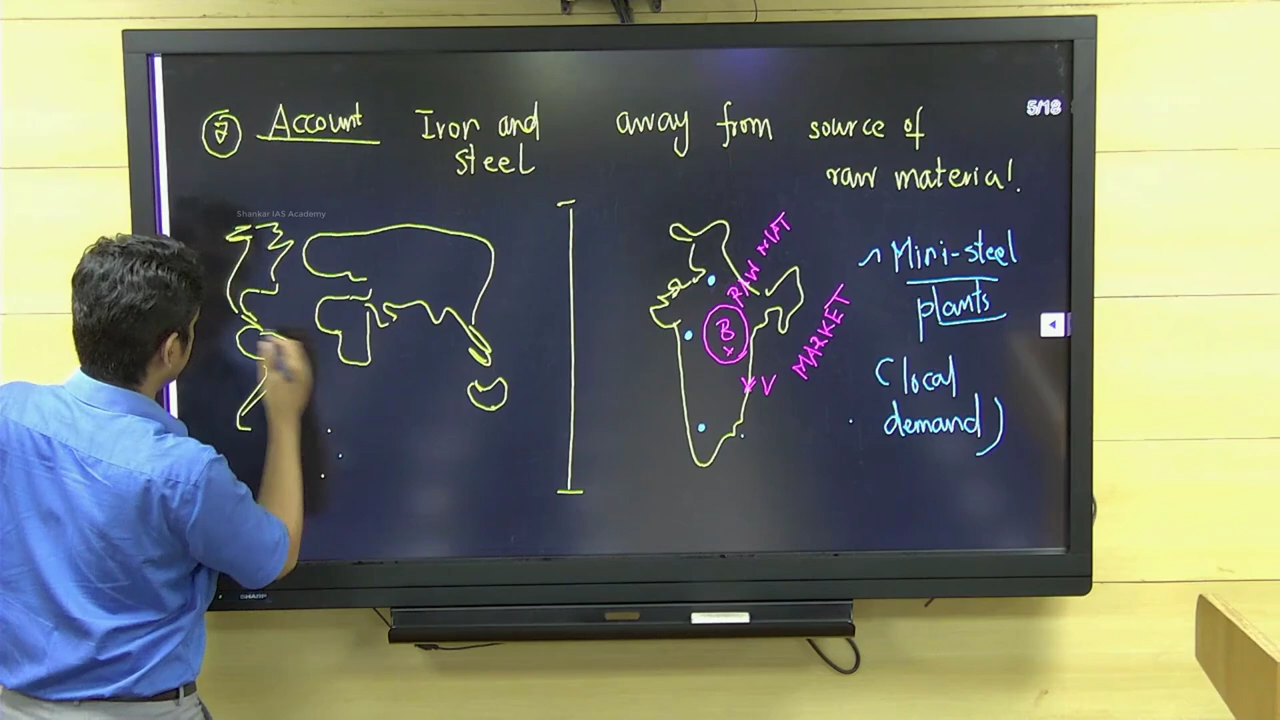 5/18
Account Iron and away from source of
steel raw material.
Shankar IAS Academy
RAW MAT
Mini-steel
plants
B
MARKET
(local
demand)
SHARP